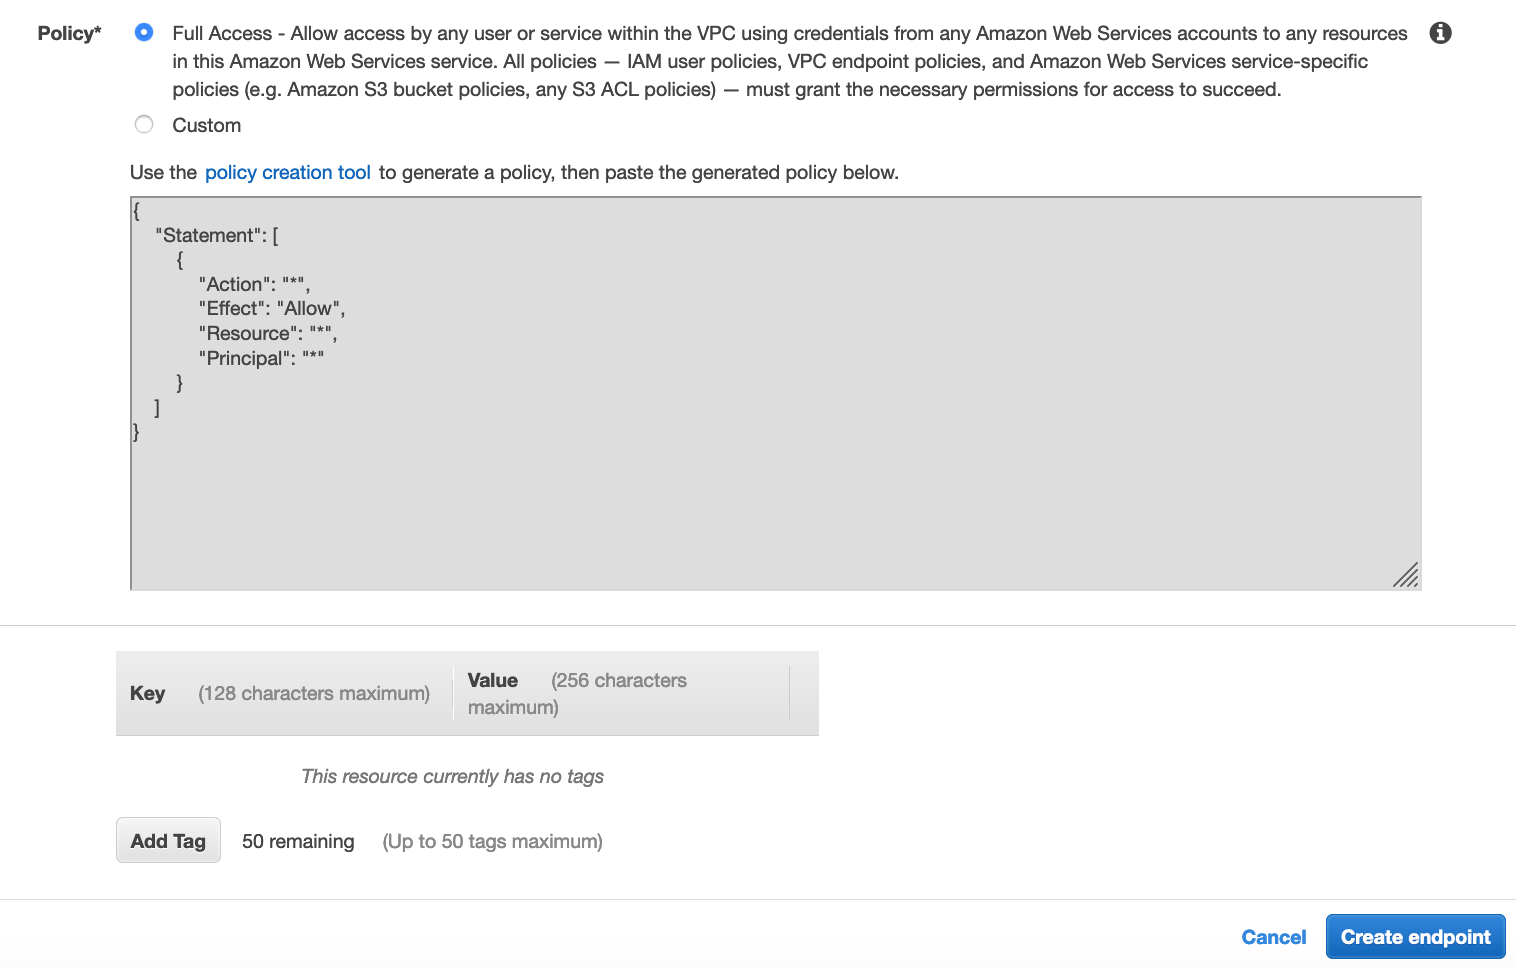 Policy*
Full Access - Allow access by any user or service within the VPC using credentials from any Amazon Web Services accounts to any resources
in this Amazon Web Services service. All policies — IAM user policies, VPC endpoint policies, and Amazon Web Services service-specific
policies (e.g. Amazon S3 bucket policies, any S3 ACL policies) — must grant the necessary permissions for access to succeed.
Custom
Use the policy creation tool to generate a policy, then paste the generated policy below.
{
"Statement": [
{
"Action": "*",
"Effect": "Allow",
"Resource": "*",
"Principal": "*"
}
]
}
Key (128 characters maximum)
Value (256 characters
maximum)
This resource currently has no tags
Add Tag 50 remaining (Up to 50 tags maximum)
Cancel Create endpoint